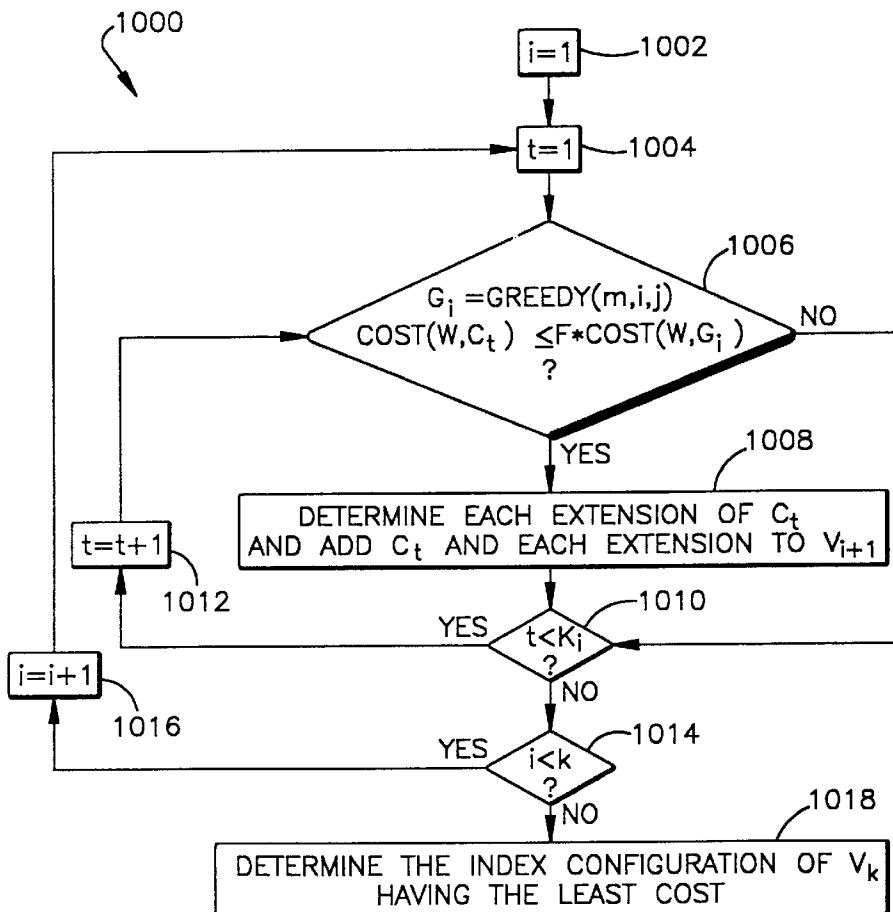 1000
i=1
1002
t=1
1004
1006
G_i =GREEDY(m,i,j)
COST(W,C_t) ≤F*COST(W,G_i )
?
NO
YES
1008
DETERMINE EACH EXTENSION OF C_t
AND ADD C_t AND EACH EXTENSION TO V_{i+1}
t=t+1
1012
1010
YES
t<K_i
?
NO
i=i+1
1016
1014
YES
i<k
?
NO
1018
DETERMINE THE INDEX CONFIGURATION OF V_k
HAVING THE LEAST COST